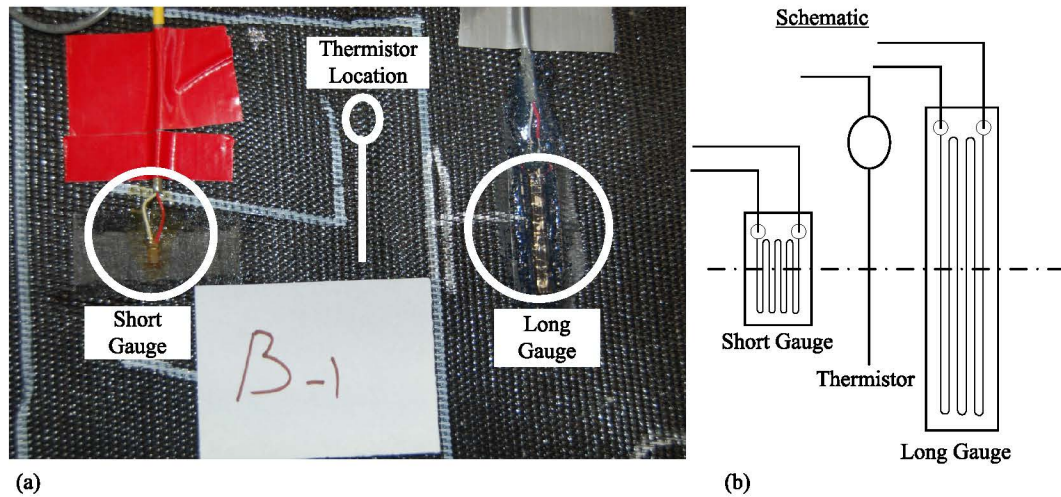 Thermistor
Location
Short
Gauge
Long
Gauge
B-1
(a)
Schematic
Short Gauge
Thermistor
Long Gauge
(b)